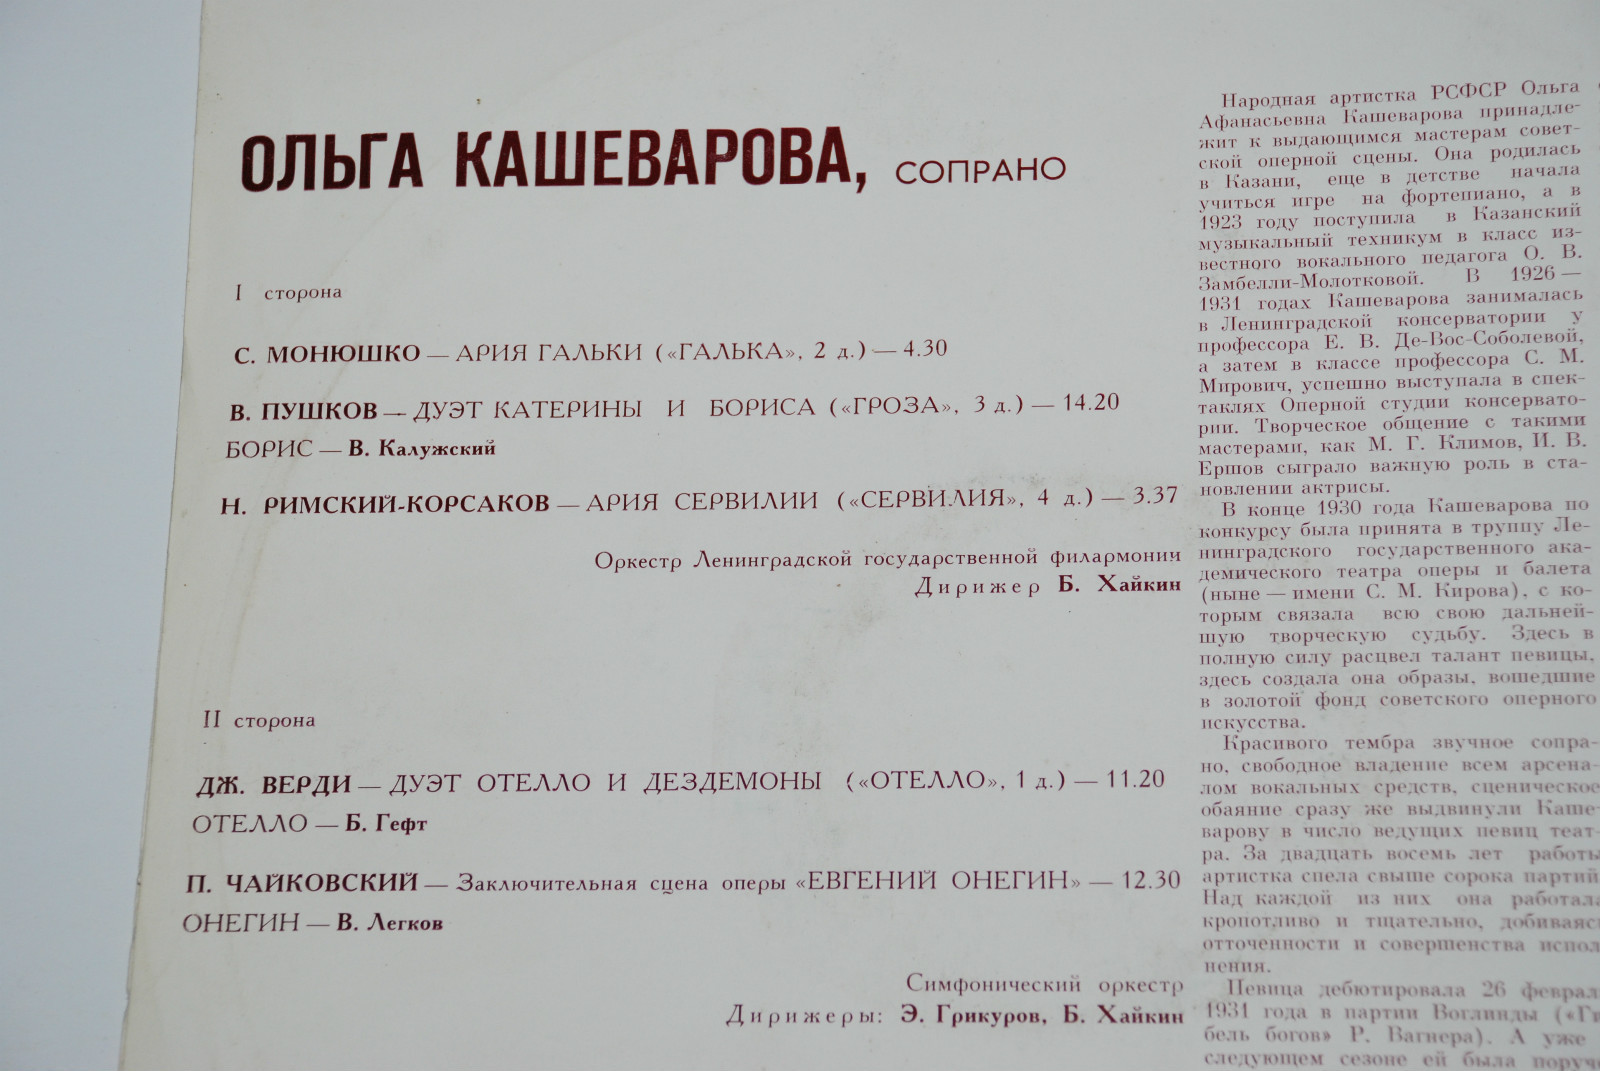 ОЛЬГА КАШЕВАРОВА, СОПРАНО
I сторона
С. МОНЮШКО — АРИЯ ГАЛЬКИ («ГАЛЬКА», 2 д.) — 4.30
В. ПУШКОВ — ДУЭТ КАТЕРИНЫ И БОРИСА («ГРОЗА», 3 д.) — 14.20
БОРИС — В. Калужский
Н. РИМСКИЙ-КОРСАКОВ — АРИЯ СЕРВИЛИИ («СЕРВИЛИЯ», 4 д.) — 3.37
Оркестр Ленинградской государственной филармонии
Дирижер Б. Хайкин
II сторона
ДЖ. ВЕРДИ — ДУЭТ ОТЕЛЛО И ДЕЗДЕМОНЫ («ОТЕЛЛО», 1 д.) — 11.20
ОТЕЛЛО — Б. Гефт
П. ЧАЙКОВСКИЙ — Заключительная сцена оперы «ЕВГЕНИЙ ОНЕГИН» — 12.30
ОНЕГИН — В. Легков
Симфонический оркестр
Дирижеры: Э. Грикуров, Б. Хайкин
Народная артистка РСФСР Ольга
Афанасьевна Кашеварова принадле-
жит к выдающимся мастерам совет-
ской оперной сцены. Она родилась
в Казани, еще в детстве начала
учиться игре на фортепиано, а в
1923 году поступила в Казанский
музыкальный техникум в класс из-
вестного вокального педагога О. В.
Замбелли-Молотковой. В 1926 —
1931 годах Кашеварова занималась
в Ленинградской консерватории у
профессора Е. В. Де-Вос-Соболевой,
а затем в классе профессора С. М.
Мирович, успешно выступала в спек-
таклях Оперной студии консервато-
рии. Творческое общение с такими
мастерами, как М. Г. Климов, И. В.
Ершов сыграло важную роль в ста-
новлении актрисы.
В конце 1930 года Кашеварова по
конкурсу была принята в труппу Ле-
нинградского государственного ака-
демического театра оперы и балета
(ныне — имени С. М. Кирова), с ко-
торым связала всю свою дальней-
шую творческую судьбу. Здесь в
полную силу расцвел талант певицы,
здесь создала она образы, вошедшие
в золотой фонд советского оперного
искусства.
Красивого тембра звучное сопра-
но, свободное владение всем арсена-
лом вокальных средств, сценическое
обаяние сразу же выдвинули Каше-
варову в число ведущих певиц теат-
ра. За двадцать восемь лет работы
артистка спела свыше сорока партий.
Над каждой из них она работала
кропотливо и тщательно, добиваяс
отточенности и совершенства испол
нения.
Певица дебютировала 26 феврал
1931 года в партии Воглинды («Ги
бель богов» Р. Вагнера). А уже
следующем сезоне ей была поруч